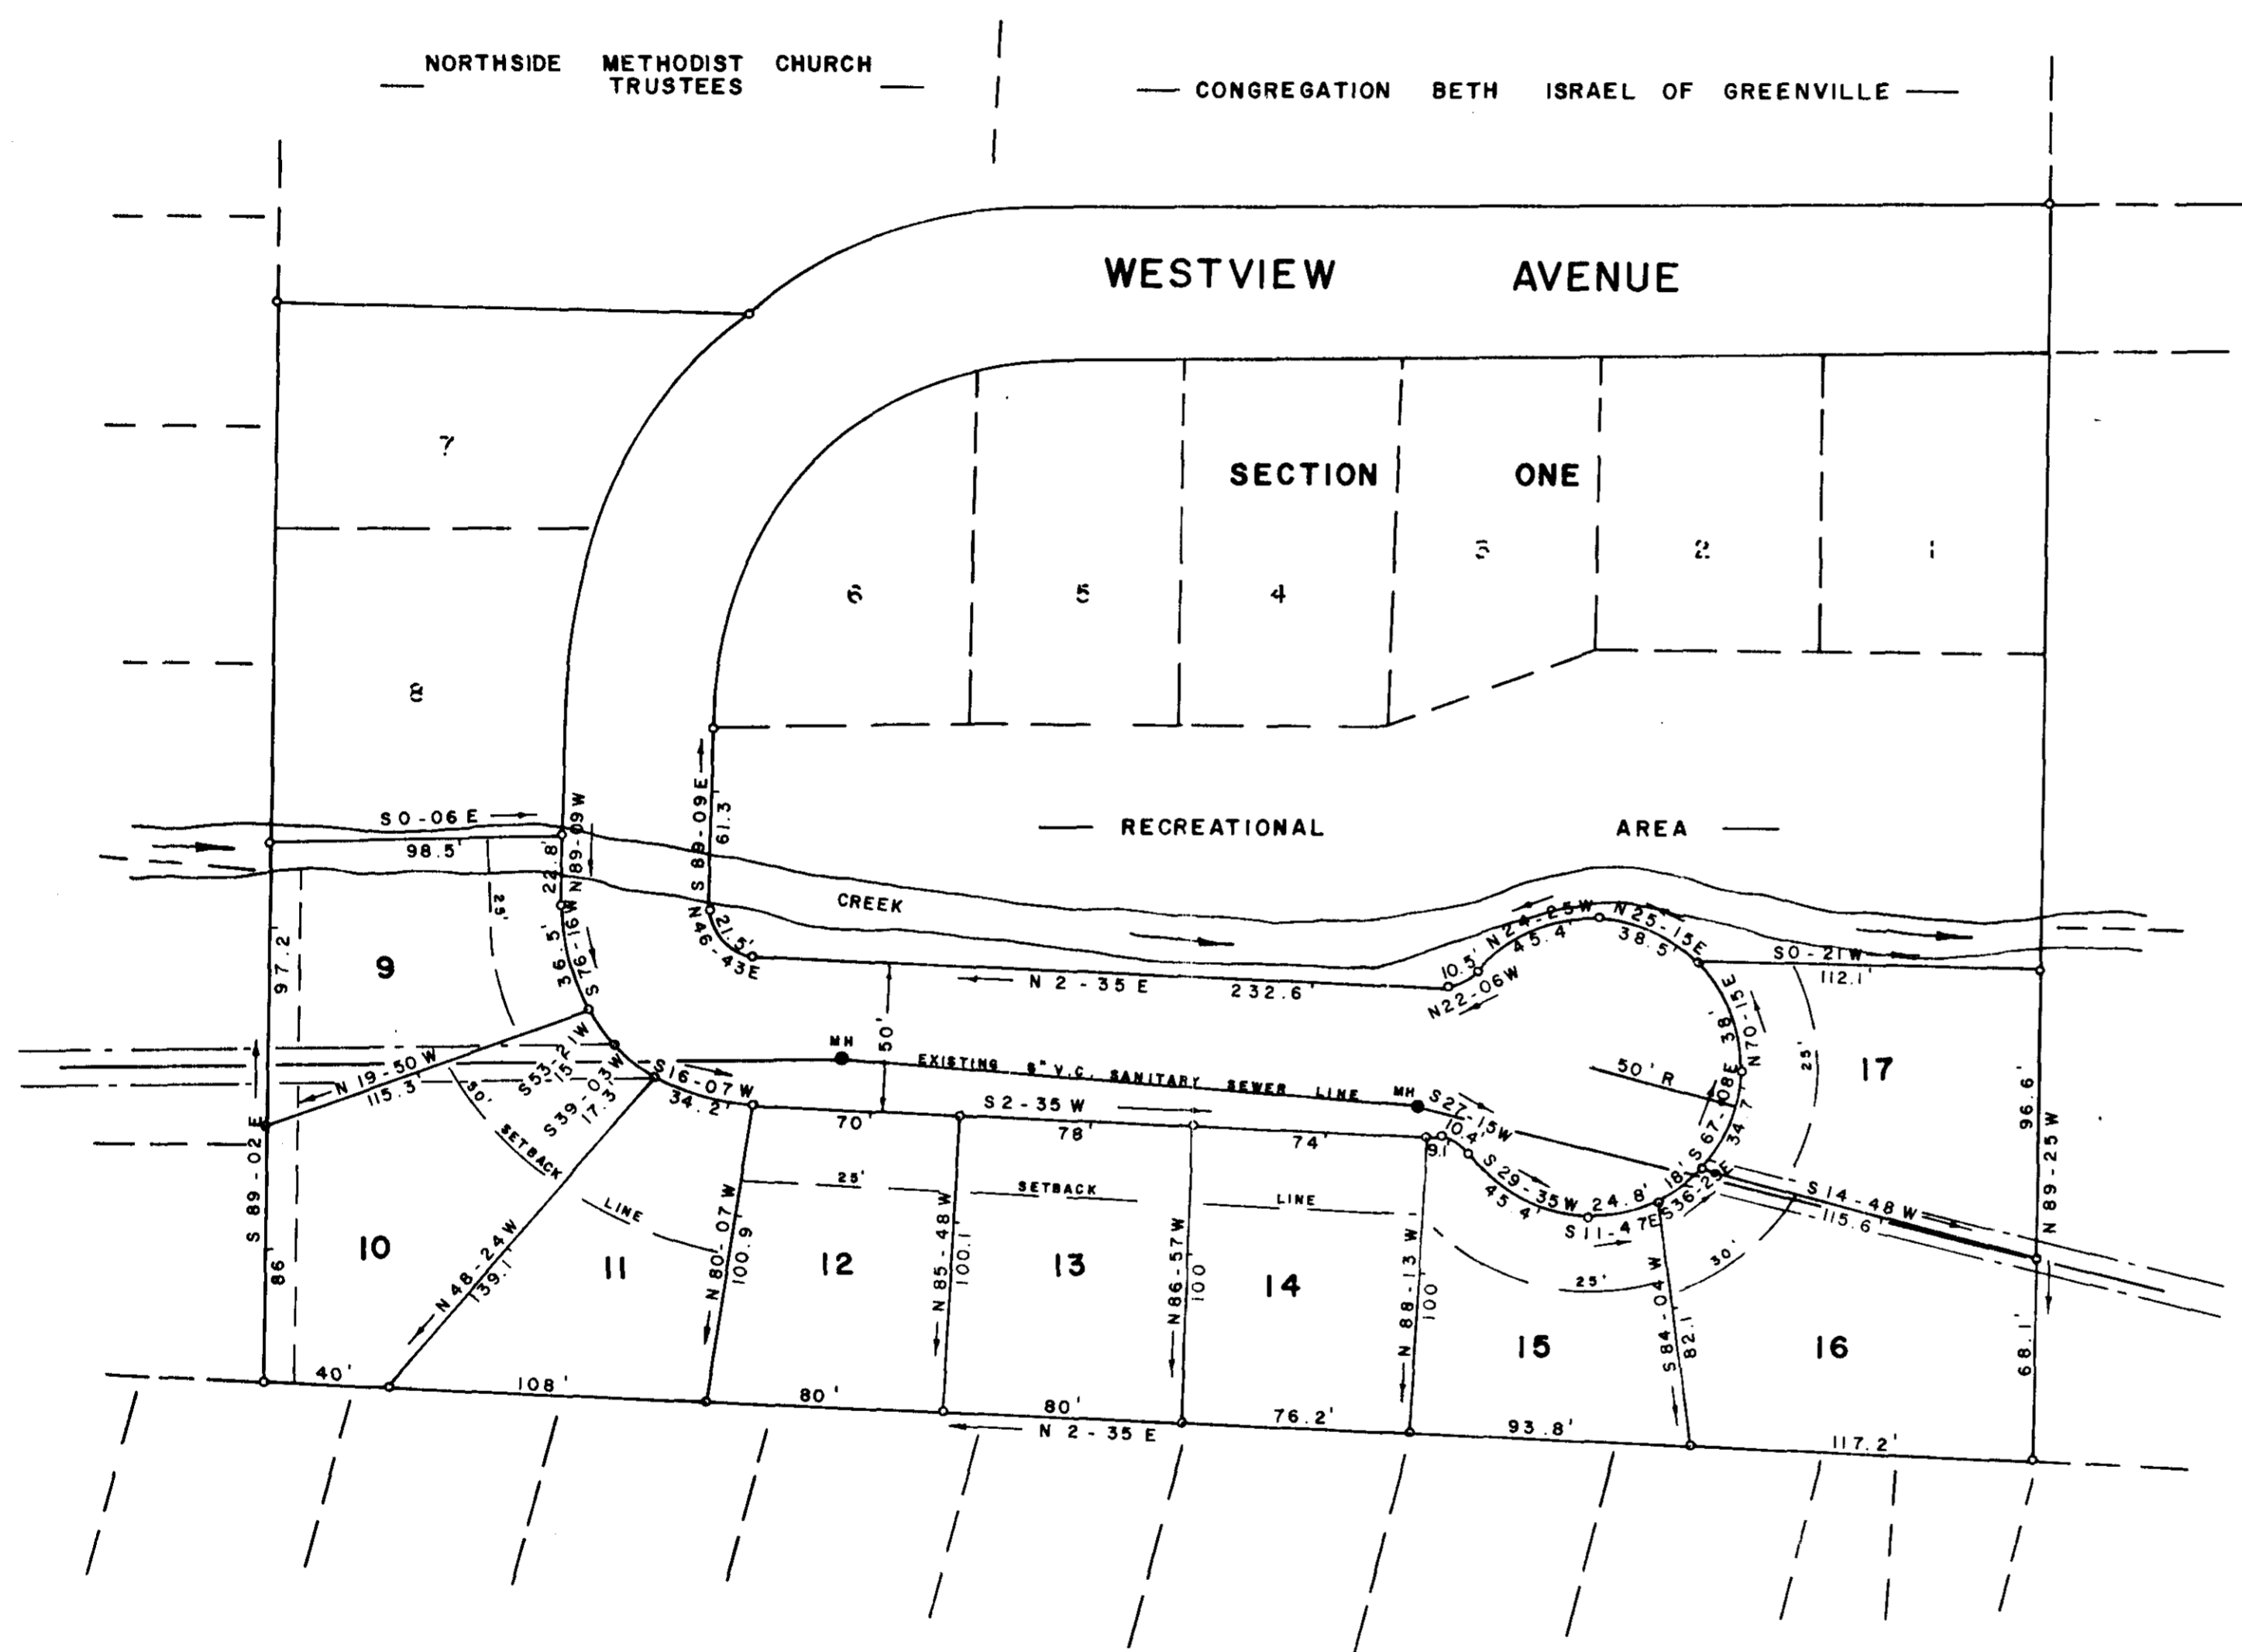 NORTHSIDE METHODIST CHURCH
TRUSTEES
CONGREGATION BETH ISRAEL OF GREENVILLE
WESTVIEW AVENUE
7
SECTION ONE
3
2
1
6
5
4
8
S 89-09 E
61.3
N 89-09 W
22.8'
S 0-06 E
98.5'
RECREATIONAL AREA
CREEK
25'
S 76-16 W
36.5'
21.5'
N 46-43 E
N 24-25 W
45.4'
N 25-15 E
38.5'
S 0-21 W
112.1'
10.5'
N 22-06 W
N 2-35 E
232.6'
9
97.2'
50'
MH
EXISTING 8" V.C. SANITARY SEWER LINE
MH
S 27-15 W
10.4'
50' R
38'
N 70-15 E
25'
17
96.6'
N 89-25 W
N 19-50 W
115.3'
S 53-21 W
15'
S 39-03 W
17.3'
S 16-07 W
34.2'
S 2-35 W
70'
78'
74'
9.1'
S 29-35 W
45.4'
24.8'
S 11-47 E
18'
S 67-08 E
34.7'
S 14-48 W
115.6'
30'
SETBACK
LINE
25'
SETBACK
LINE
25'
30'
S 89-02 E
86'
10
N 48-24 W
139.1'
11
N 80-07 W
100.9
12
N 85-48 W
100.1
13
N 86-57 W
100
14
N 88-13 W
100
15
S 84-04 W
82.1'
16
68.1'
40'
108'
80'
80'
76.2'
93.8'
117.2'
N 2-35 E